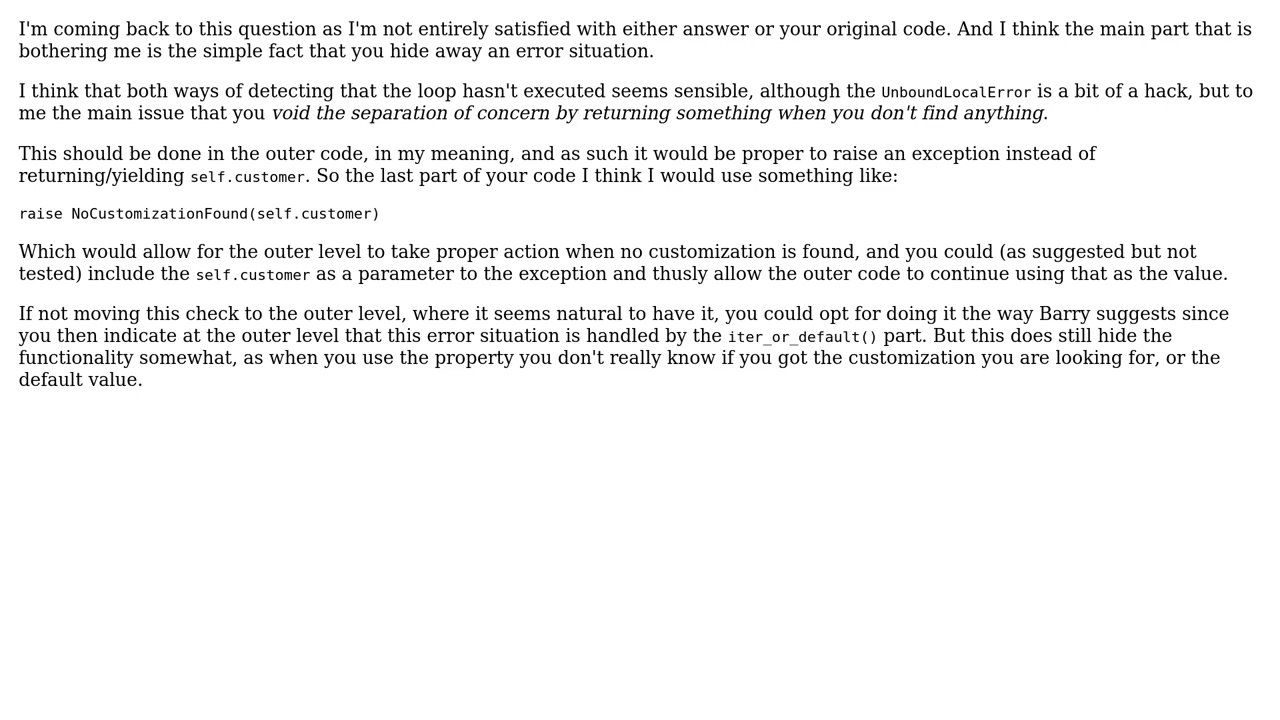 I'm coming back to this question as I'm not entirely satisfied with either answer or your original code. And I think the main part that is
bothering me is the simple fact that you hide away an error situation.
I think that both ways of detecting that the loop hasn't executed seems sensible, although the UnboundLocalError is a bit of a hack, but to
me the main issue that you void the separation of concern by returning something when you don't find anything.
This should be done in the outer code, in my meaning, and as such it would be proper to raise an exception instead of
returning/yielding self.customer. So the last part of your code I think I would use something like:
raise NoCustomizationFound(self.customer)
Which would allow for the outer level to take proper action when no customization is found, and you could (as suggested but not
tested) include the self.customer as a parameter to the exception and thusly allow the outer code to continue using that as the value.
If not moving this check to the outer level, where it seems natural to have it, you could opt for doing it the way Barry suggests since
you then indicate at the outer level that this error situation is handled by the iter_or_default() part. But this does still hide the
functionality somewhat, as when you use the property you don't really know if you got the customization you are looking for, or the
default value.